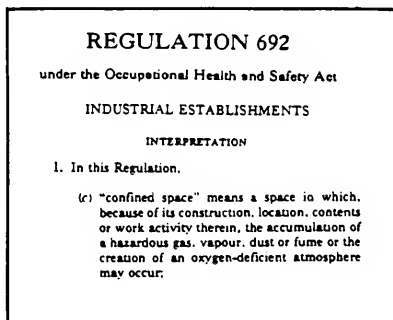 REGULATION 692
under the Occupational Health and Safety Act
INDUSTRIAL ESTABLISHMENTS
INTERPRETATION
1. In this Regulation,
(c) "confined space" means a space in which,
because of its construction, location, contents
or work activity therein, the accumulation of
a hazardous gas, vapour, dust or fume or the
creation of an oxygen-deficient atmosphere
may occur;